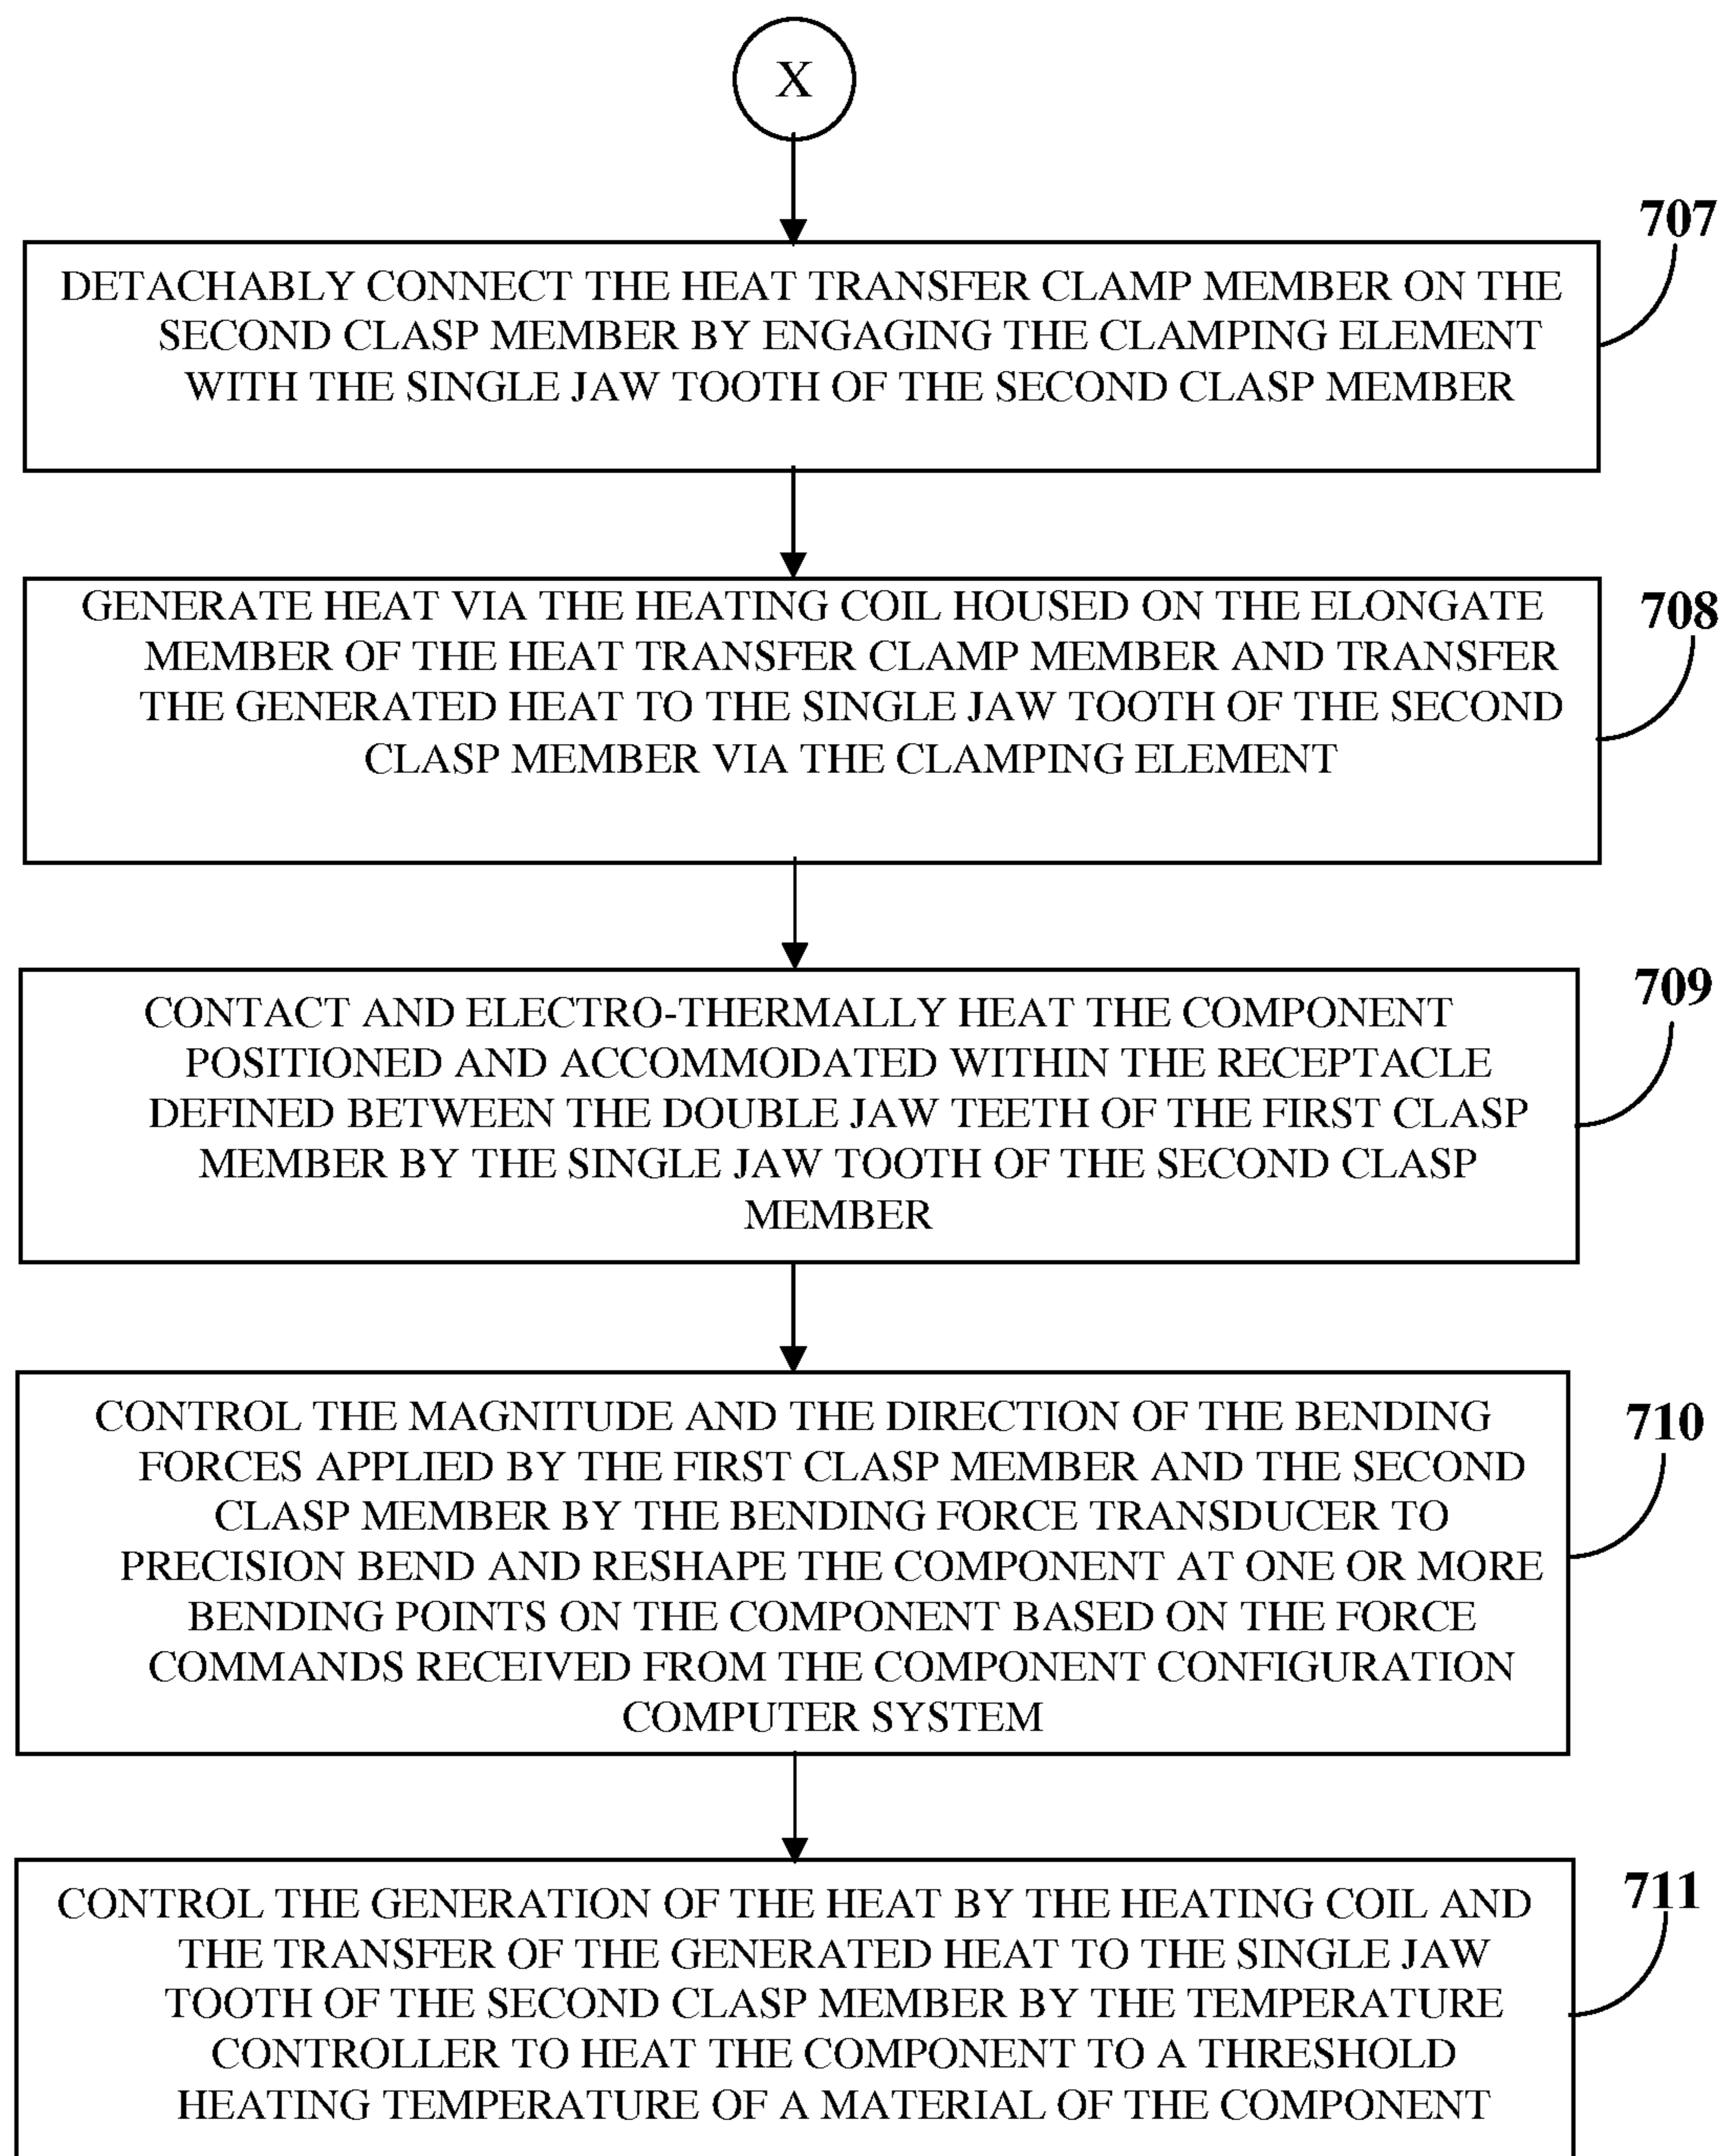 X
707
DETACHABLY CONNECT THE HEAT TRANSFER CLAMP MEMBER ON THE
SECOND CLASP MEMBER BY ENGAGING THE CLAMPING ELEMENT
WITH THE SINGLE JAW TOOTH OF THE SECOND CLASP MEMBER
708
GENERATE HEAT VIA THE HEATING COIL HOUSED ON THE ELONGATE
MEMBER OF THE HEAT TRANSFER CLAMP MEMBER AND TRANSFER
THE GENERATED HEAT TO THE SINGLE JAW TOOTH OF THE SECOND
CLASP MEMBER VIA THE CLAMPING ELEMENT
709
CONTACT AND ELECTRO-THERMALLY HEAT THE COMPONENT
POSITIONED AND ACCOMMODATED WITHIN THE RECEPTACLE
DEFINED BETWEEN THE DOUBLE JAW TEETH OF THE FIRST CLASP
MEMBER BY THE SINGLE JAW TOOTH OF THE SECOND CLASP
MEMBER
710
CONTROL THE MAGNITUDE AND THE DIRECTION OF THE BENDING
FORCES APPLIED BY THE FIRST CLASP MEMBER AND THE SECOND
CLASP MEMBER BY THE BENDING FORCE TRANSDUCER TO
PRECISION BEND AND RESHAPE THE COMPONENT AT ONE OR MORE
BENDING POINTS ON THE COMPONENT BASED ON THE FORCE
COMMANDS RECEIVED FROM THE COMPONENT CONFIGURATION
COMPUTER SYSTEM
711
CONTROL THE GENERATION OF THE HEAT BY THE HEATING COIL AND
THE TRANSFER OF THE GENERATED HEAT TO THE SINGLE JAW
TOOTH OF THE SECOND CLASP MEMBER BY THE TEMPERATURE
CONTROLLER TO HEAT THE COMPONENT TO A THRESHOLD
HEATING TEMPERATURE OF A MATERIAL OF THE COMPONENT